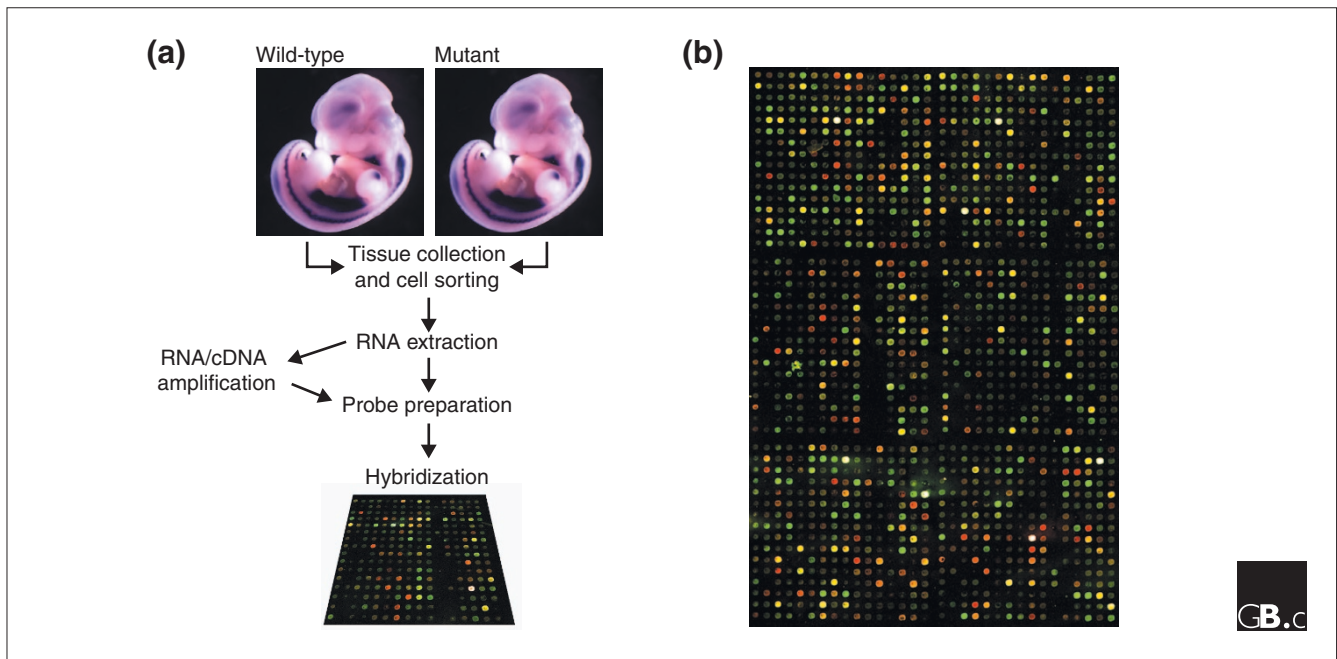 (a)
Wild-type
Mutant
Tissue collection
and cell sorting
RNA extraction
RNA/cDNA
amplification
Probe preparation
Hybridization
(b)
GB.c